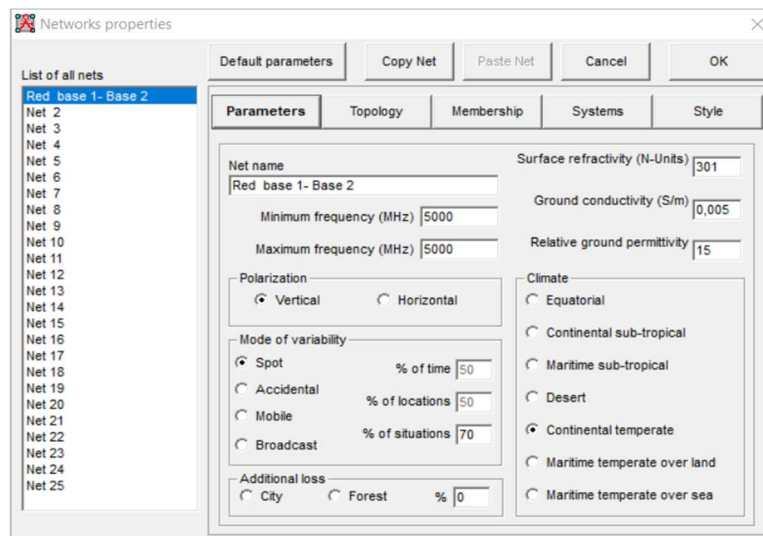 Networks properties
Default parameters
Copy Net
Paste Net
Cancel
OK
List of all nets
Red base 1- Base 2
Net 2
Net 3
Net 4
Net 5
Net 6
Net 7
Net 8
Net 9
Net 10
Net 11
Net 12
Net 13
Net 14
Net 15
Net 16
Net 17
Net 18
Net 19
Net 20
Net 21
Net 22
Net 23
Net 24
Net 25
Parameters
Topology
Membership
Systems
Style
Net name
Red base 1- Base 2
Minimum frequency (MHz) 5000
Maximum frequency (MHz) 5000
Surface refractivity (N-Units) 301
Ground conductivity (S/m) 0,005
Relative ground permittivity 15
Polarization
Vertical
Horizontal
Mode of variability
Spot
Accidental
Mobile
Broadcast
% of time 50
% of locations 50
% of situations 70
Additional loss
City
Forest
% 0
Climate
Equatorial
Continental sub-tropical
Maritime sub-tropical
Desert
Continental temperate
Maritime temperate over land
Maritime temperate over sea